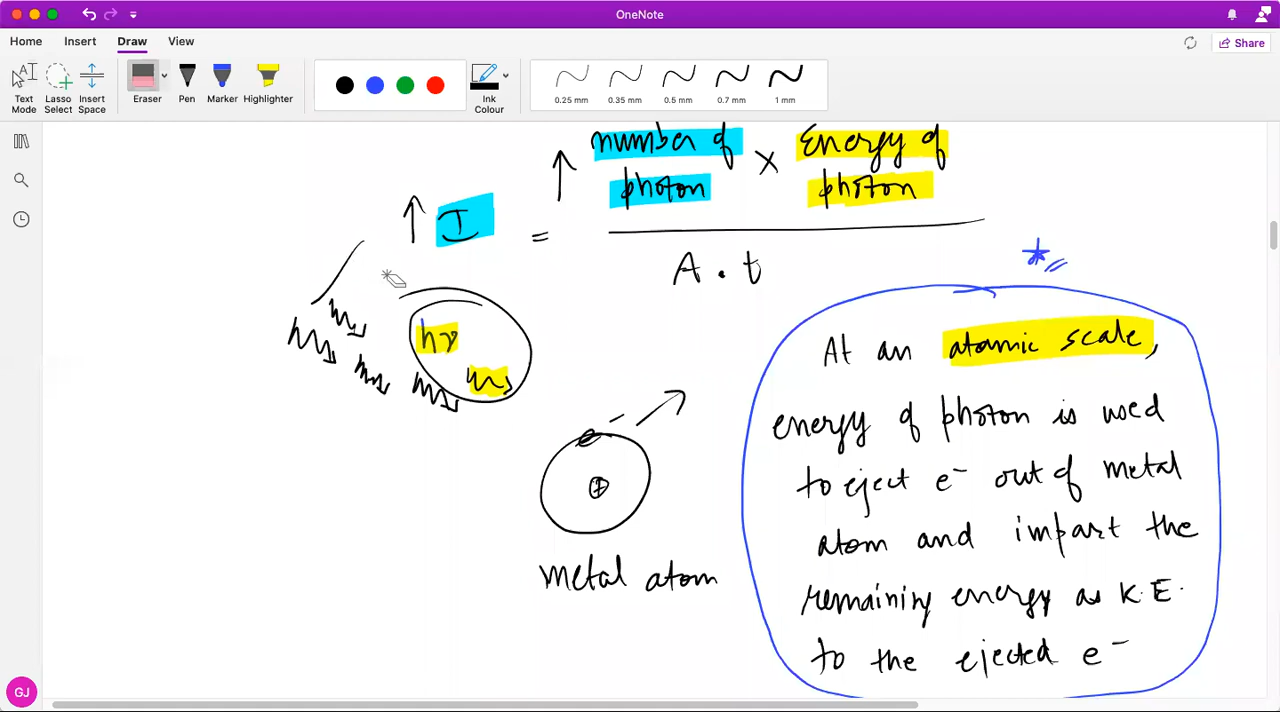 OneNote
Home Insert Draw View
Share
Text Mode
Lasso Select
Insert Space
Eraser
Pen
Marker
Highlighter
Ink Colour
0.25 mm
0.35 mm
0.5 mm
0.7 mm
1 mm
↑ I = ↑ number of photon × Energy of photon
A . t
hν
metal atom
At an atomic scale,
energy of photon is used
to eject e⁻ out of metal
atom and impart the
remaining energy as K.E.
to the ejected e⁻
GJ